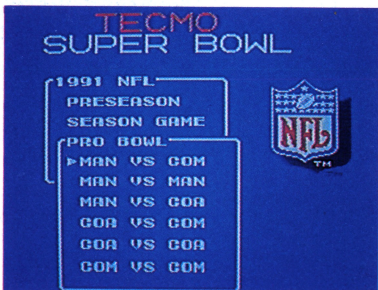 TECMO
SUPER BOWL
1991 NFL
PRESEASON
SEASON GAME
PRO BOWL
MAN VS COM
MAN VS MAN
MAN VS COA
COA VS COM
COA VS COA
COM VS COM
NFL
TM